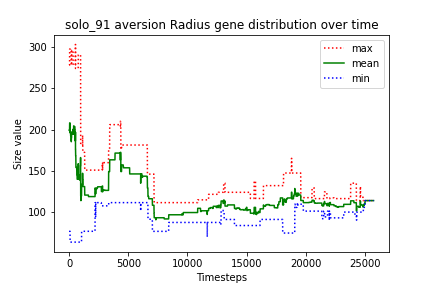 solo_91 aversion Radius gene distribution over time
Size value
300
250
200
150
100
max
mean
min
0
5000
10000
15000
20000
25000
Timesteps